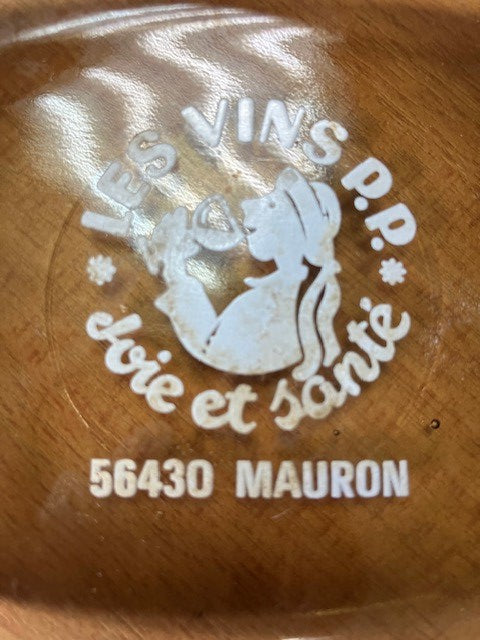 LES VINS P.P.
Joie et santé
56430 MAURON